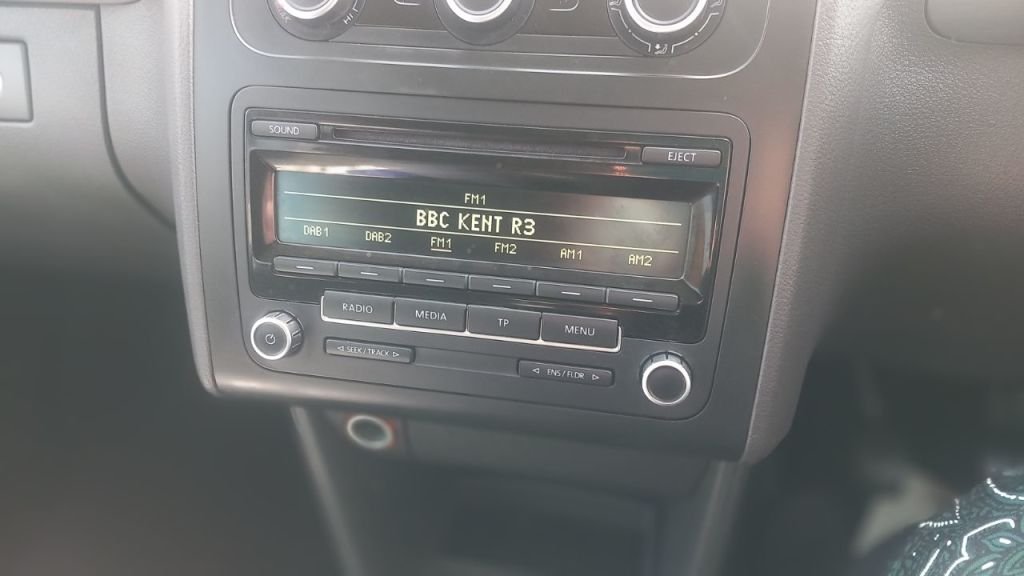 SOUND
EJECT
FM1
BBC KENT R3
DAB1 DAB2 FM1 FM2 AM1 AM2
RADIO MEDIA TP MENU
◁ SEEK / TRACK ▷
◁ ENS / FLDR ▷